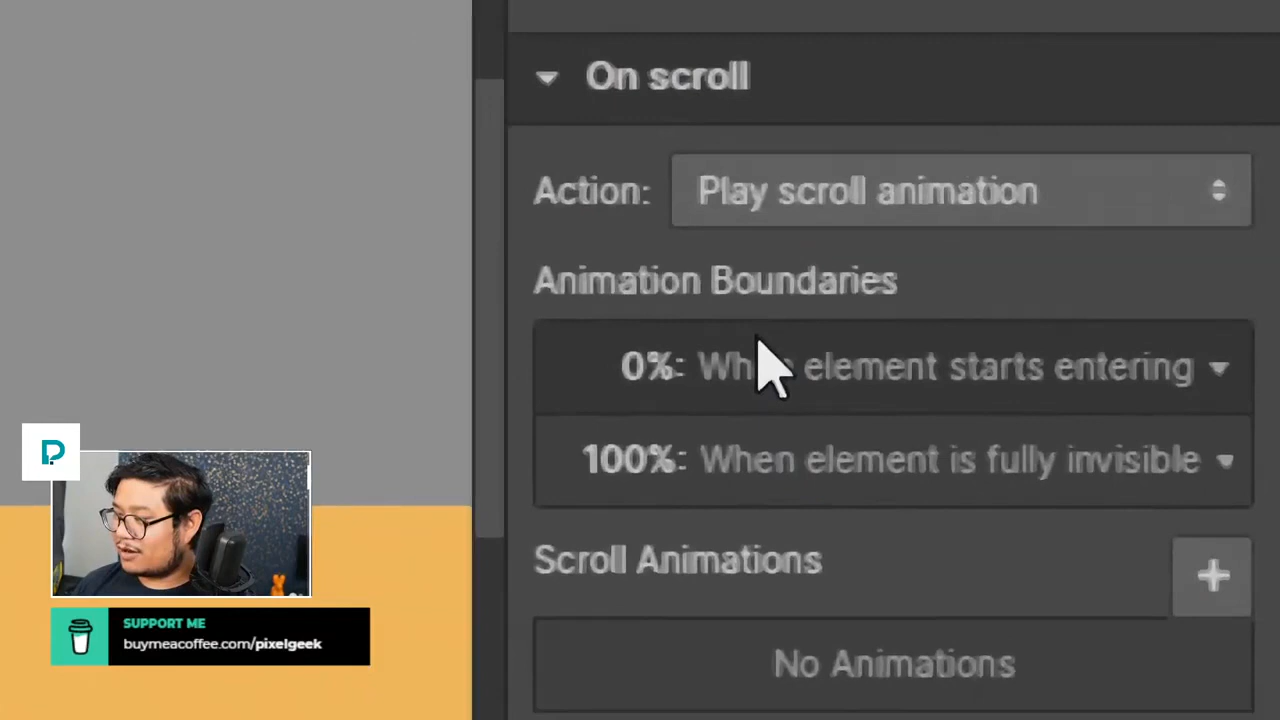 On scroll
Action: Play scroll animation
Animation Boundaries
0%: When element starts entering
100%: When element is fully invisible
Scroll Animations
No Animations
SUPPORT ME
buymeacoffee.com/pixelgeek